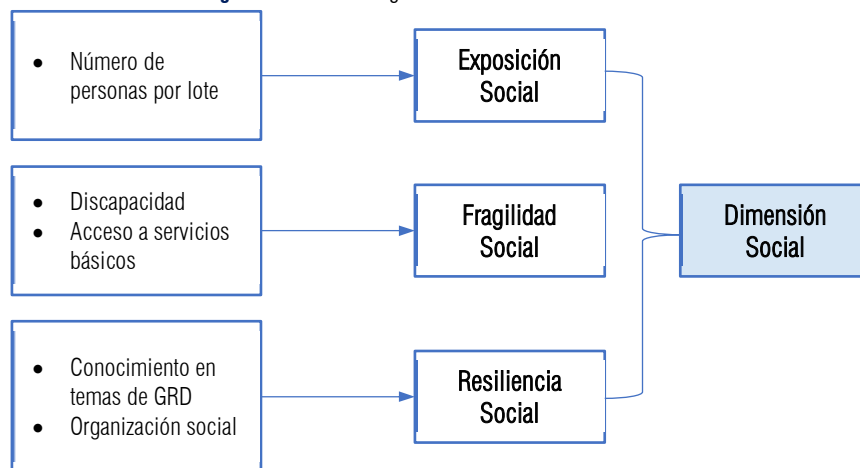 ● Número de
personas por lote
Exposición
Social
● Discapacidad
● Acceso a servicios
básicos
Fragilidad
Social
Dimensión
Social
● Conocimiento en
temas de GRD
● Organización social
Resiliencia
Social